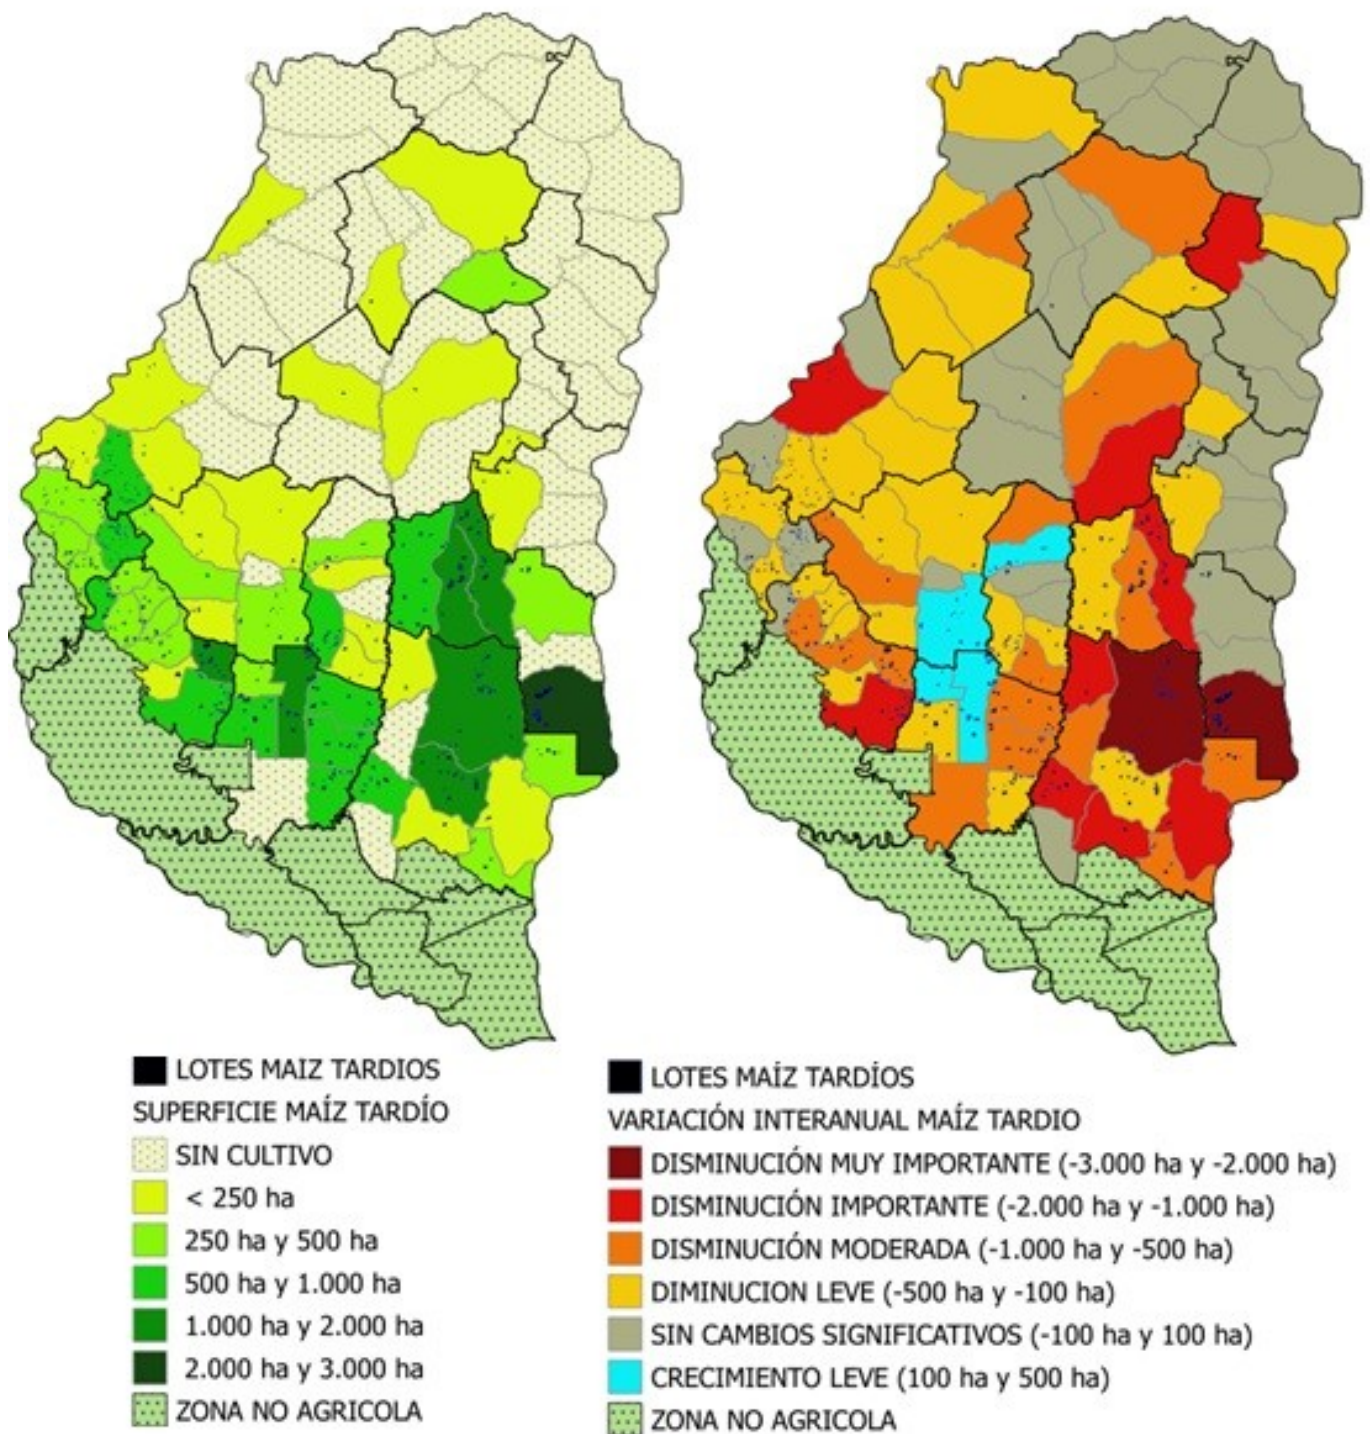 LOTES MAIZ TARDIOS
SUPERFICIE MAÍZ TARDÍO
SIN CULTIVO
< 250 ha
250 ha y 500 ha
500 ha y 1.000 ha
1.000 ha y 2.000 ha
2.000 ha y 3.000 ha
ZONA NO AGRICOLA
LOTES MAÍZ TARDÍOS
VARIACIÓN INTERANUAL MAÍZ TARDIO
DISMINUCIÓN MUY IMPORTANTE (-3.000 ha y -2.000 ha)
DISMINUCIÓN IMPORTANTE (-2.000 ha y -1.000 ha)
DISMINUCIÓN MODERADA (-1.000 ha y -500 ha)
DIMINUCION LEVE (-500 ha y -100 ha)
SIN CAMBIOS SIGNIFICATIVOS (-100 ha y 100 ha)
CRECIMIENTO LEVE (100 ha y 500 ha)
ZONA NO AGRICOLA